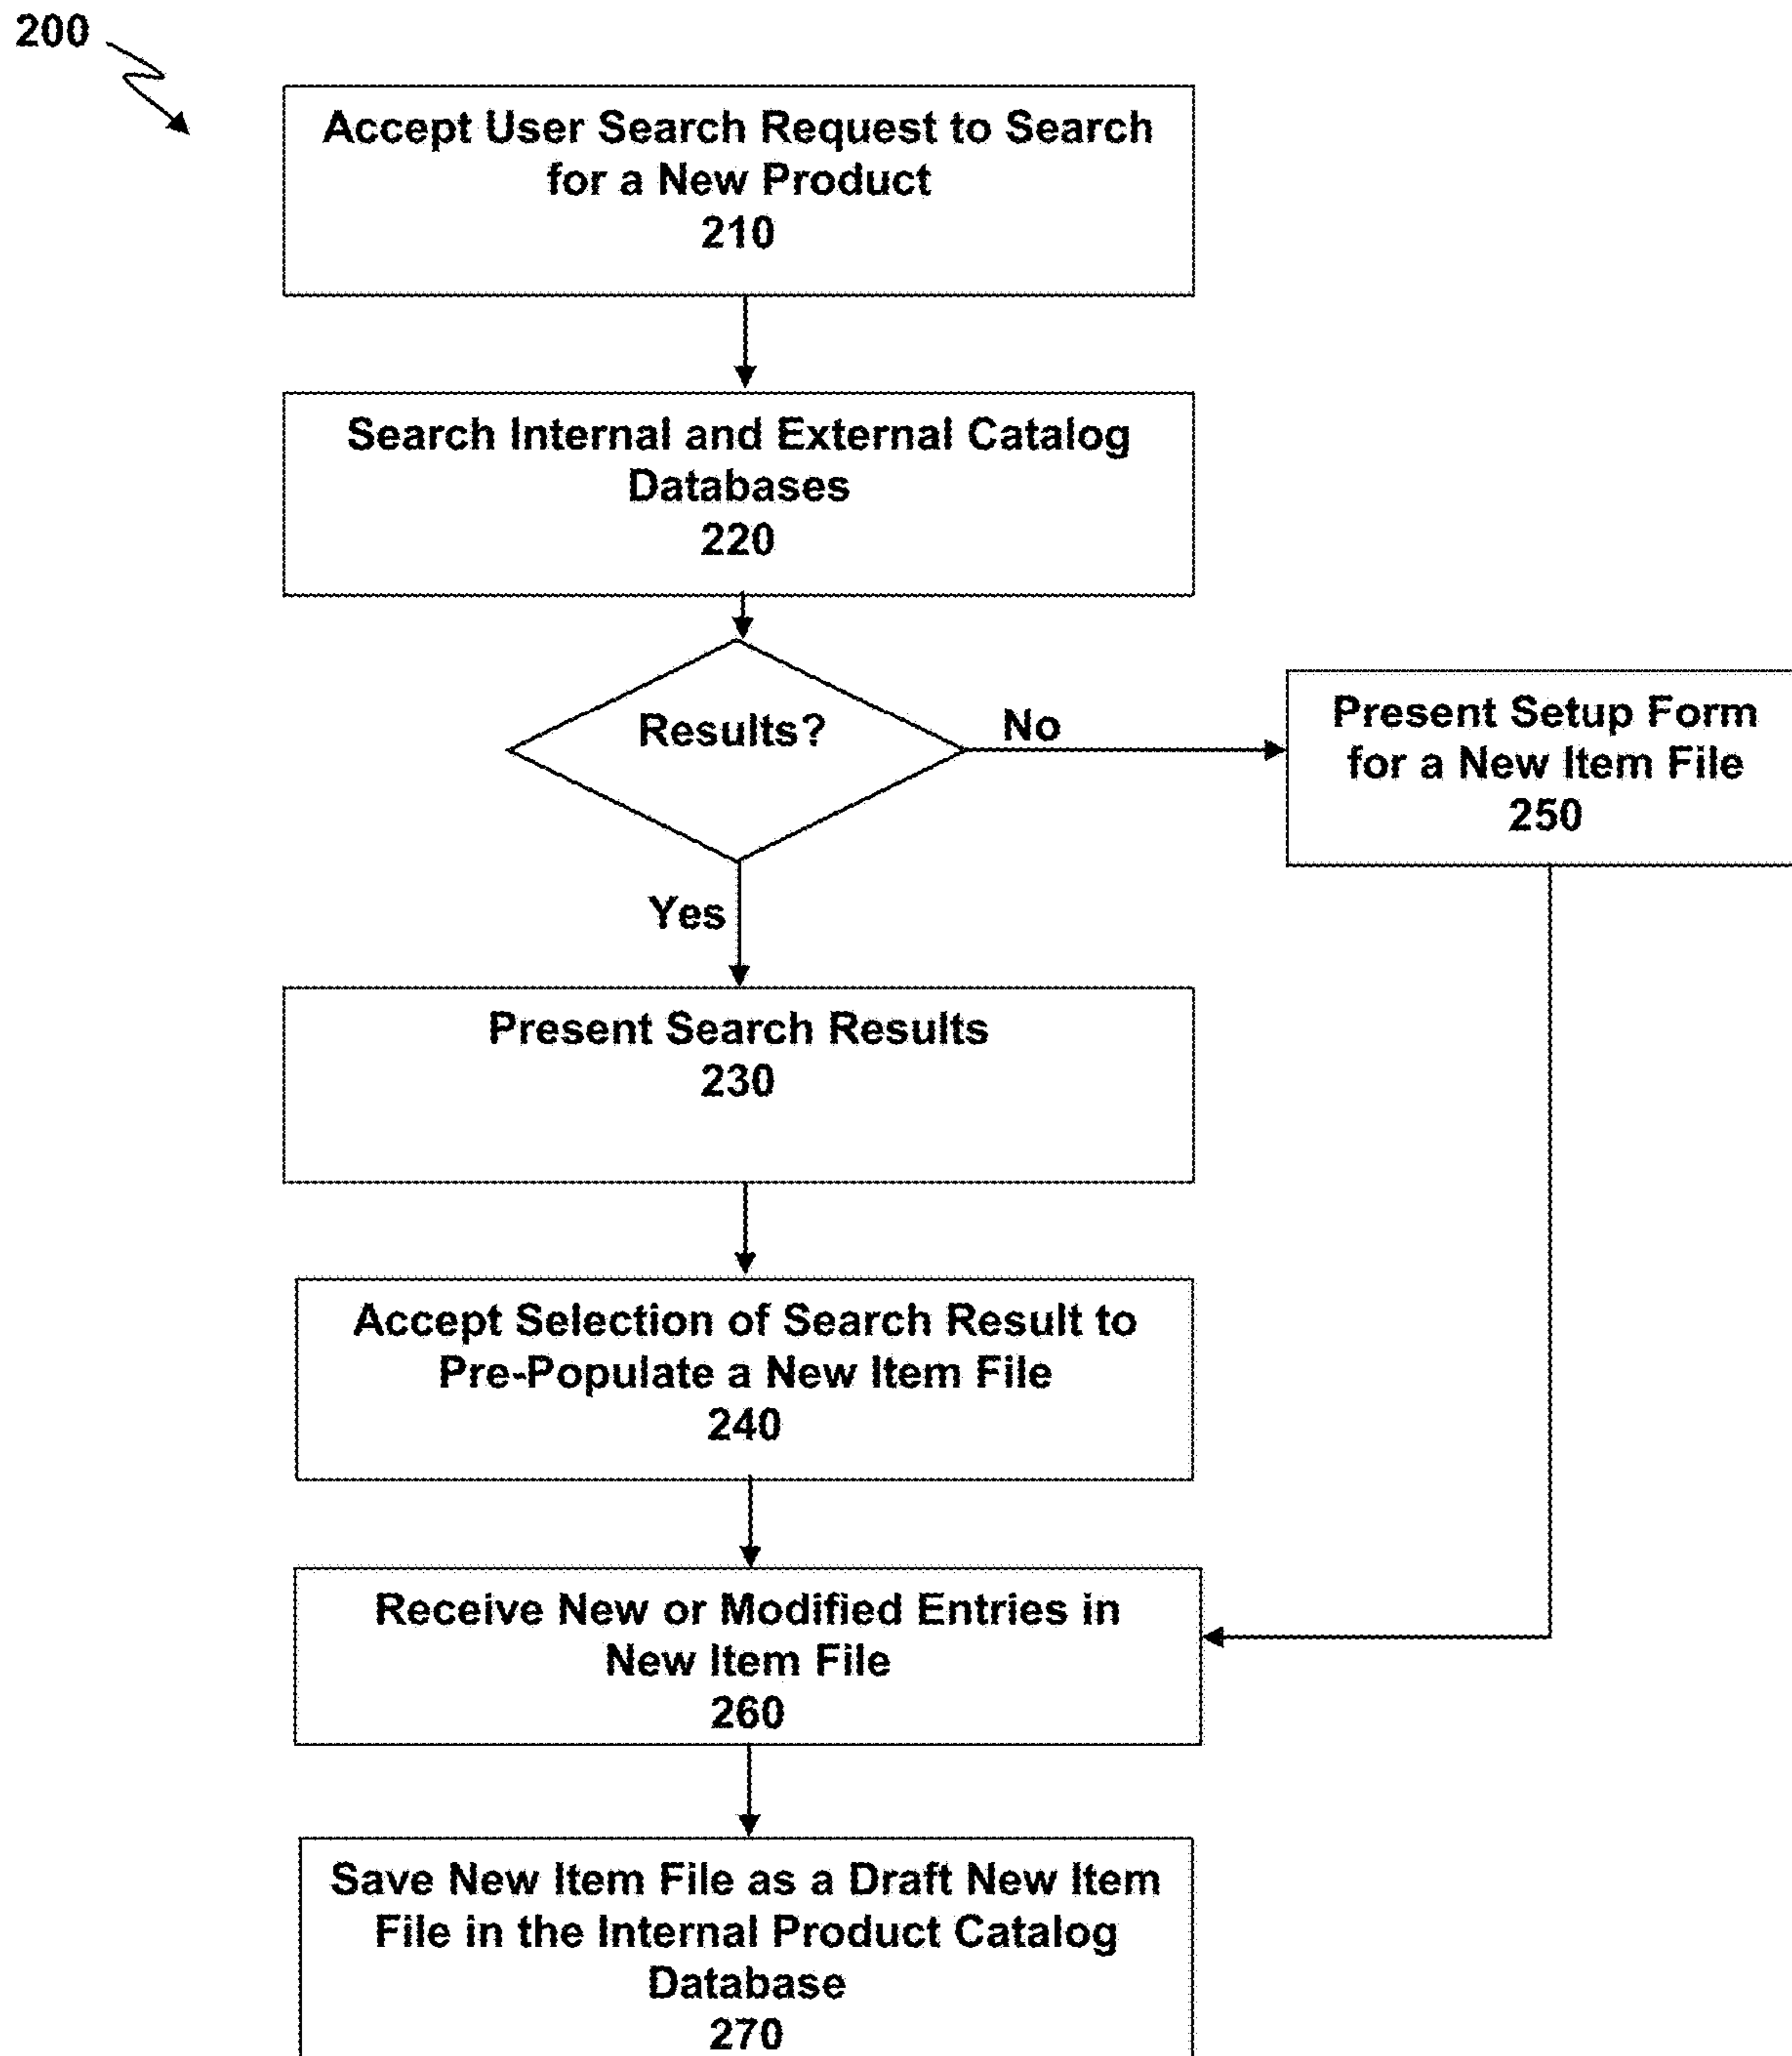 200
Accept User Search Request to Search
for a New Product
210
Search Internal and External Catalog
Databases
220
Results?
No
Present Setup Form
for a New Item File
250
Yes
Present Search Results
230
Accept Selection of Search Result to
Pre-Populate a New Item File
240
Receive New or Modified Entries in
New Item File
260
Save New Item File as a Draft New Item
File in the Internal Product Catalog
Database
270